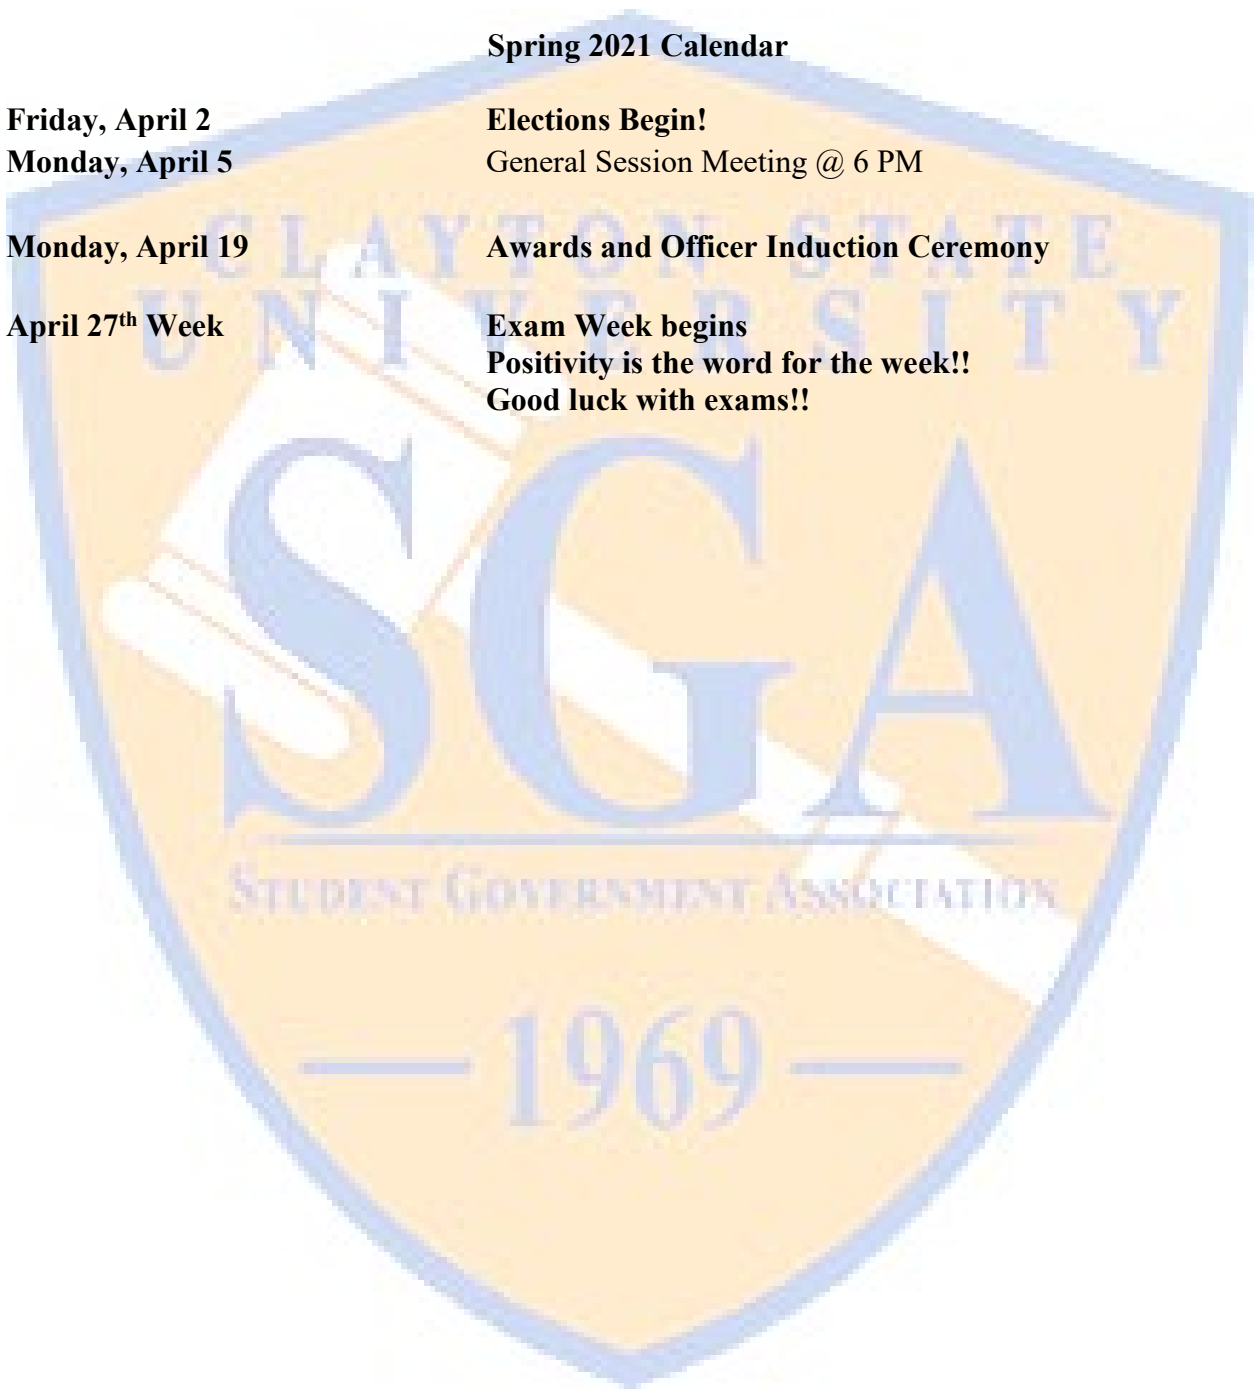 Spring 2021 Calendar
Friday, April 2 Elections Begin!
Monday, April 5 General Session Meeting @ 6 PM
Monday, April 19 Awards and Officer Induction Ceremony
April 27th Week Exam Week begins
Positivity is the word for the week!!
Good luck with exams!!
CLAYTON STATE
UNIVERSITY
SGA
STUDENT GOVERNMENT ASSOCIATION
1969